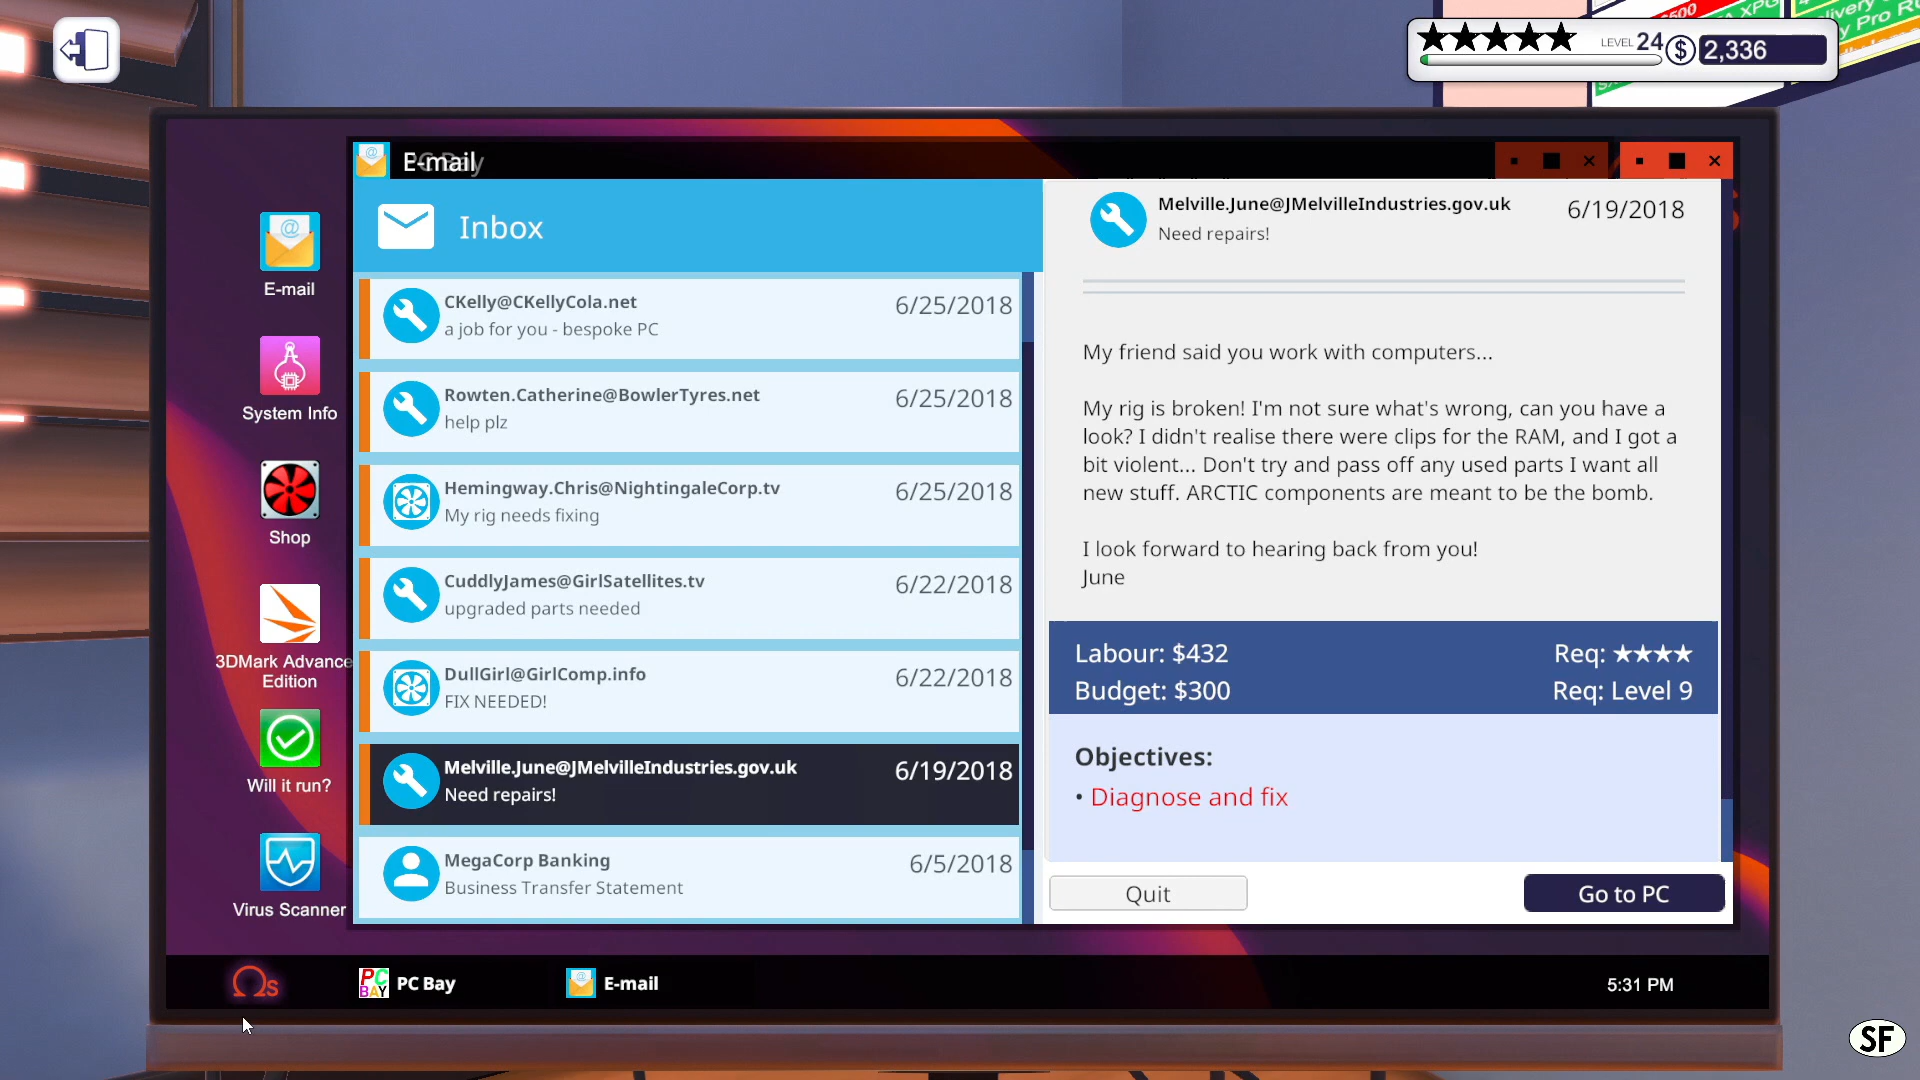 $500
XPG
livery
y Pro RU
LEVEL 24
$ 2,336
E-mail
Inbox
CKelly@CKellyCola.net
6/25/2018
a job for you - bespoke PC
Rowten.Catherine@BowlerTyres.net
6/25/2018
help plz
Hemingway.Chris@NightingaleCorp.tv
6/25/2018
My rig needs fixing
CuddlyJames@GirlSatellites.tv
6/22/2018
upgraded parts needed
DullGirl@GirlComp.info
6/22/2018
FIX NEEDED!
Melville.June@JMelvilleIndustries.gov.uk
6/19/2018
Need repairs!
MegaCorp Banking
6/5/2018
Business Transfer Statement
Melville.June@JMelvilleIndustries.gov.uk
6/19/2018
Need repairs!
My friend said you work with computers...
My rig is broken! I'm not sure what's wrong, can you have a
look? I didn't realise there were clips for the RAM, and I got a
bit violent... Don't try and pass off any used parts I want all
new stuff. ARCTIC components are meant to be the bomb.
I look forward to hearing back from you!
June
Labour: $432
Req: ★★★★
Budget: $300
Req: Level 9
Objectives:
• Diagnose and fix
Quit
Go to PC
E-mail
System Info
Shop
3DMark Advance
Edition
Will it run?
Virus Scanner
Ωs
PC BAY
PC Bay
E-mail
5:31 PM
SF